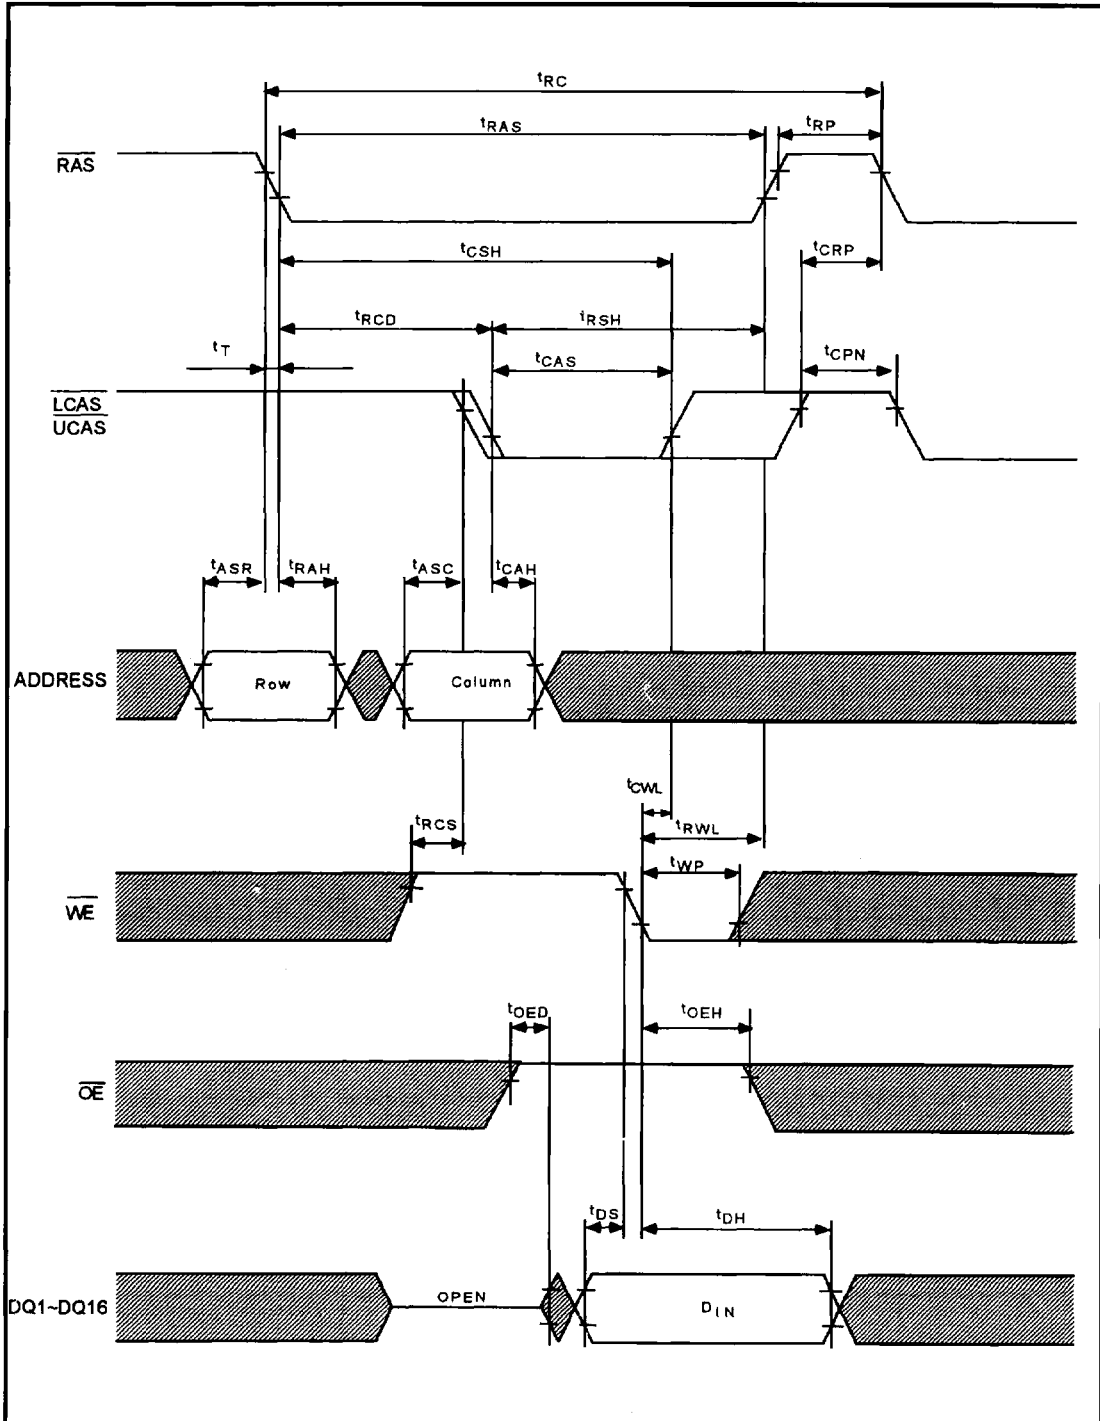 tRC
tRAS
tRP
RAS
tCSH
tCRP
tRCD
tRSH
tT
tCAS
tCPN
LCAS
UCAS
tASR
tRAH
tASC
tCAH
ADDRESS
Row
Column
tCWL
tRCS
tRWL
tWP
WE
tOED
tOEH
OE
tDS
tDH
DQ1~DQ16
OPEN
DIN